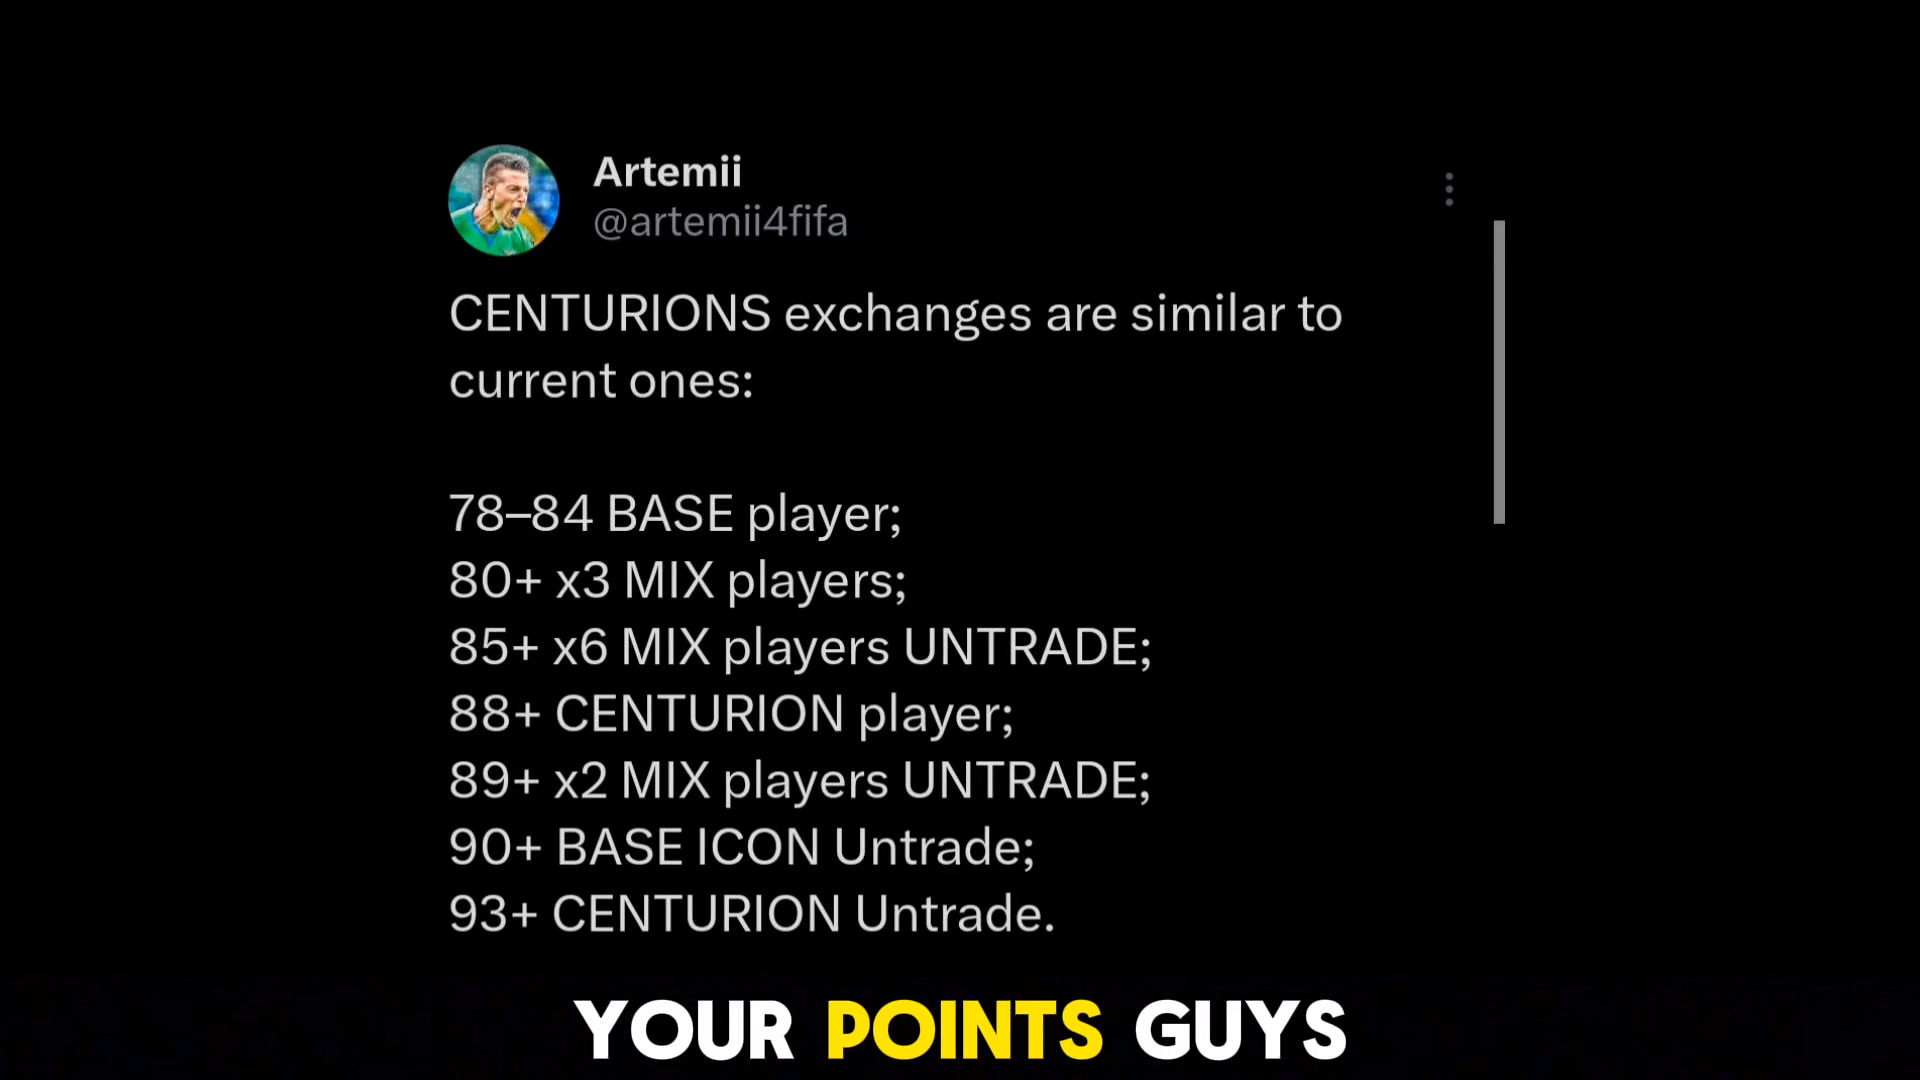 Artemii
@artemii4fifa
CENTURIONS exchanges are similar to
current ones:
78–84 BASE player;
80+ x3 MIX players;
85+ x6 MIX players UNTRADE;
88+ CENTURION player;
89+ x2 MIX players UNTRADE;
90+ BASE ICON Untrade;
93+ CENTURION Untrade.
YOUR POINTS GUYS